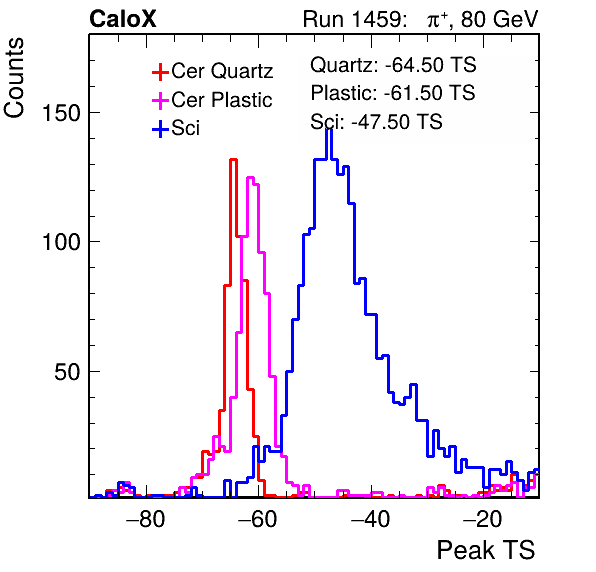 CaloX Run 1459: π⁺, 80 GeV
Counts
Cer Quartz
Cer Plastic
Sci
Quartz: -64.50 TS
Plastic: -61.50 TS
Sci: -47.50 TS
150
100
50
−80 −60 −40 −20
Peak TS